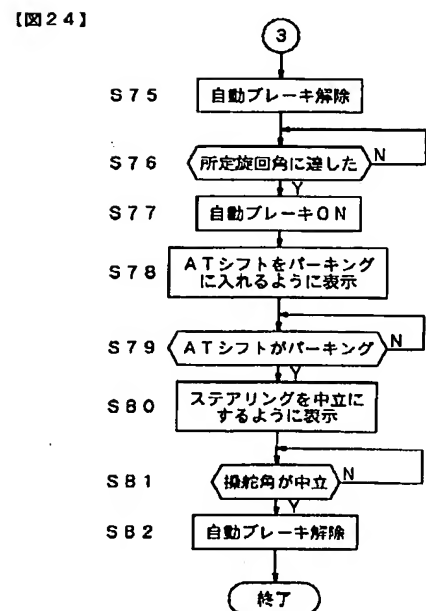 【図24】
3
S75 自動ブレーキ解除
S76 所定旋回角に達した N
Y
S77 自動ブレーキON
S78 ATシフトをパーキング
に入れるように表示
S79 ATシフトがパーキング N
Y
S80 ステアリングを中立に
するように表示
S81 操舵角が中立 N
Y
S82 自動ブレーキ解除
終了